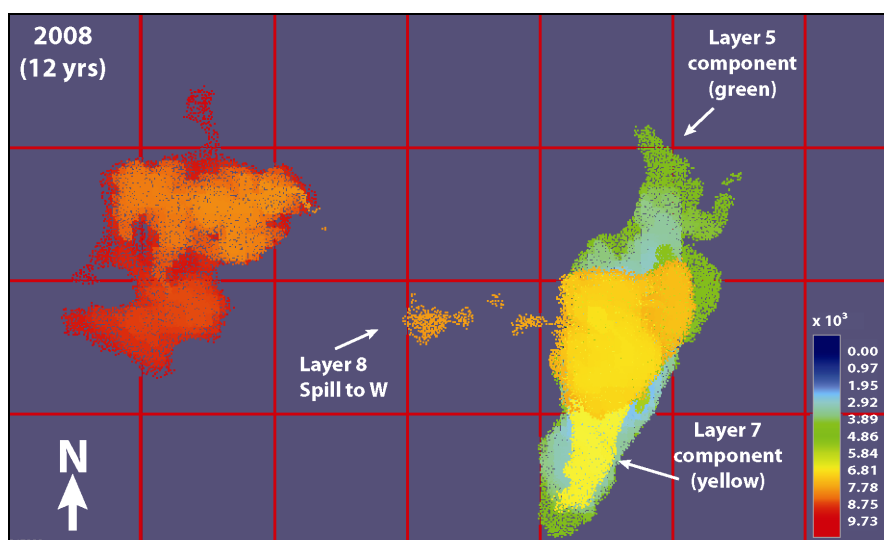 2008
(12 yrs)
Layer 5
component
(green)
Layer 8
Spill to W
x 10³
0.00
0.97
1.95
2.92
3.89
4.86
5.84
6.81
7.78
8.75
9.73
Layer 7
component
(yellow)
N